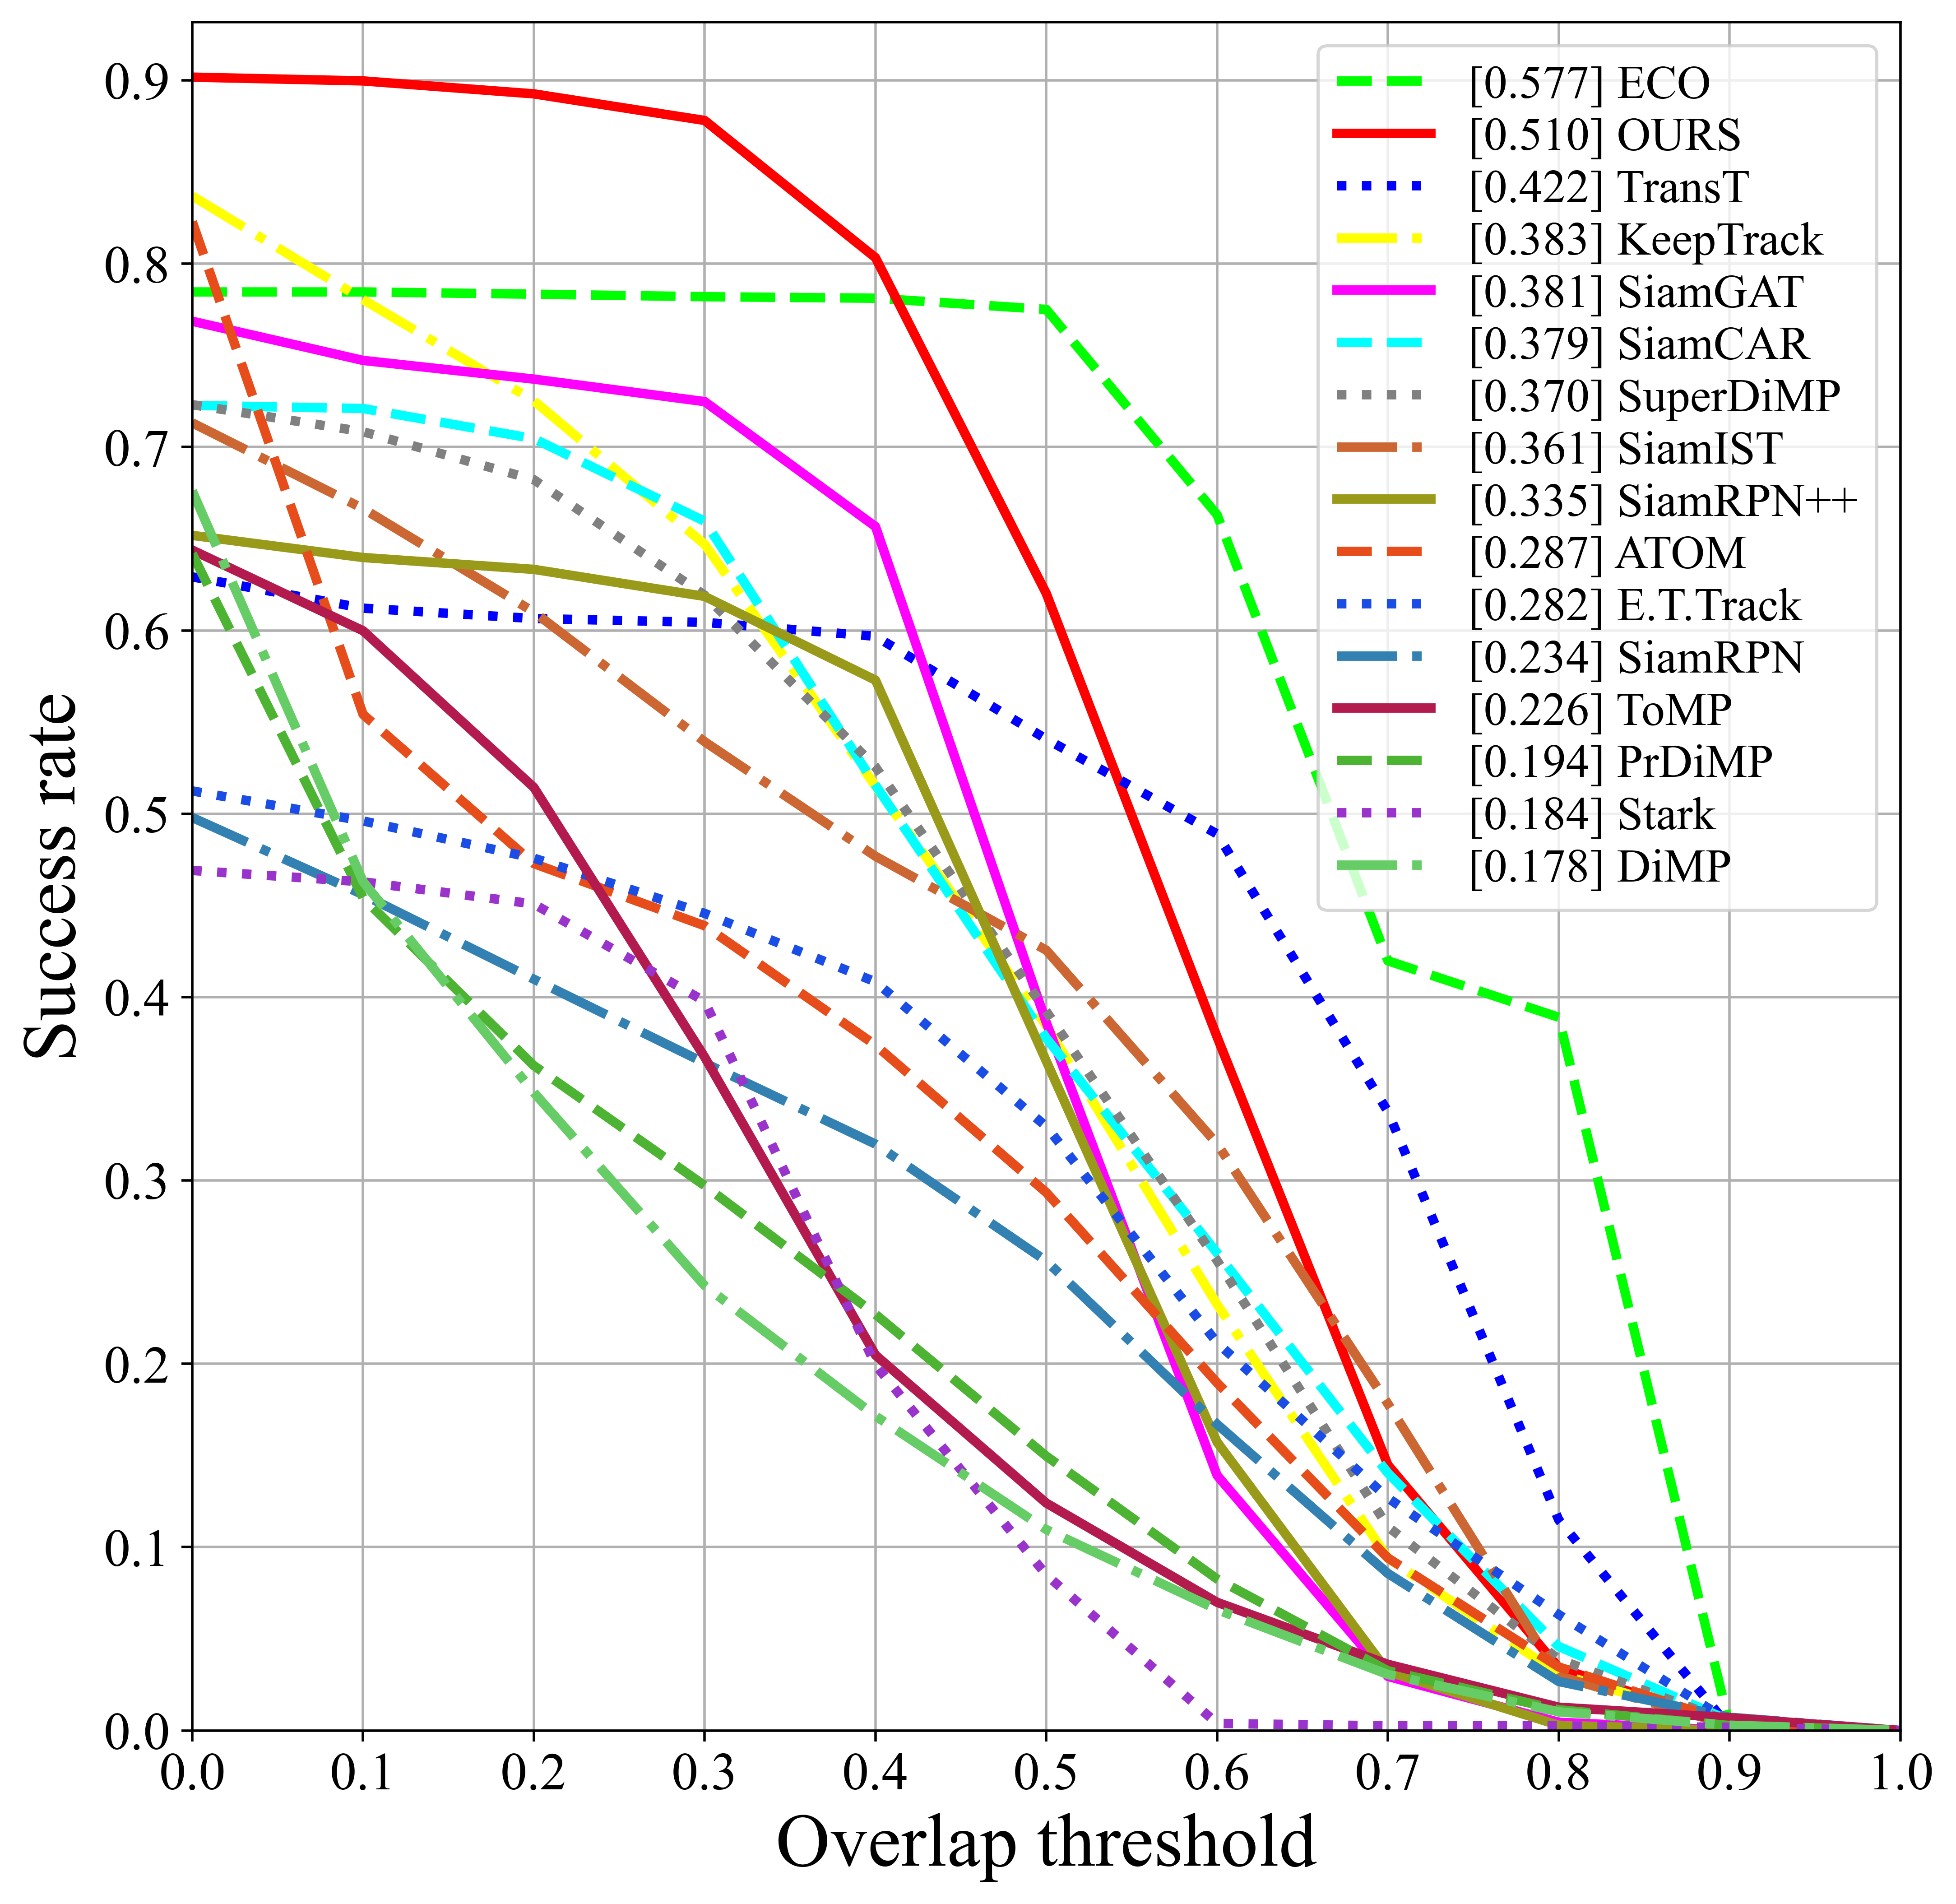 0.9
0.8
0.7
0.6
0.5
0.4
0.3
0.2
0.1
0.0
Success rate
[0.577] ECO
[0.510] OURS
[0.422] TransT
[0.383] KeepTrack
[0.381] SiamGAT
[0.379] SiamCAR
[0.370] SuperDiMP
[0.361] SiamIST
[0.335] SiamRPN++
[0.287] ATOM
[0.282] E.T.Track
[0.234] SiamRPN
[0.226] ToMP
[0.194] PrDiMP
[0.184] Stark
[0.178] DiMP
0.0 0.1 0.2 0.3 0.4 0.5 0.6 0.7 0.8 0.9 1.0
Overlap threshold